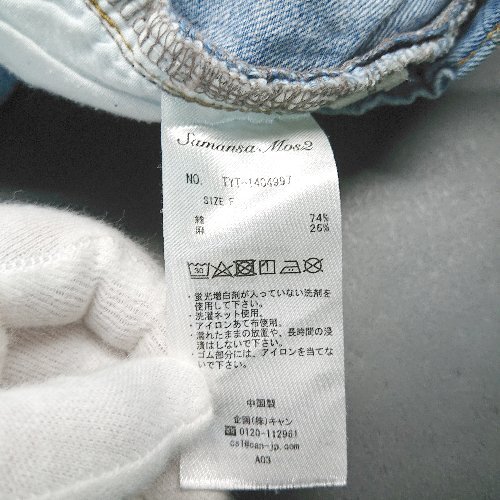 Samansa Mos2
NO. TYT-1404997
SIZE F
綿 74%
麻 26%
30
・蛍光増白剤が入っていない洗剤を
使用して下さい。
・洗濯ネット使用。
・アイロンあて布使用。
・濡れたままの放置や、長時間の浸
漬はしないで下さい。
・ゴム部分には、アイロンを当てな
いで下さい。
中国製
企画(株)キャン
☎0120-112961
csl@can-jp.com
A03